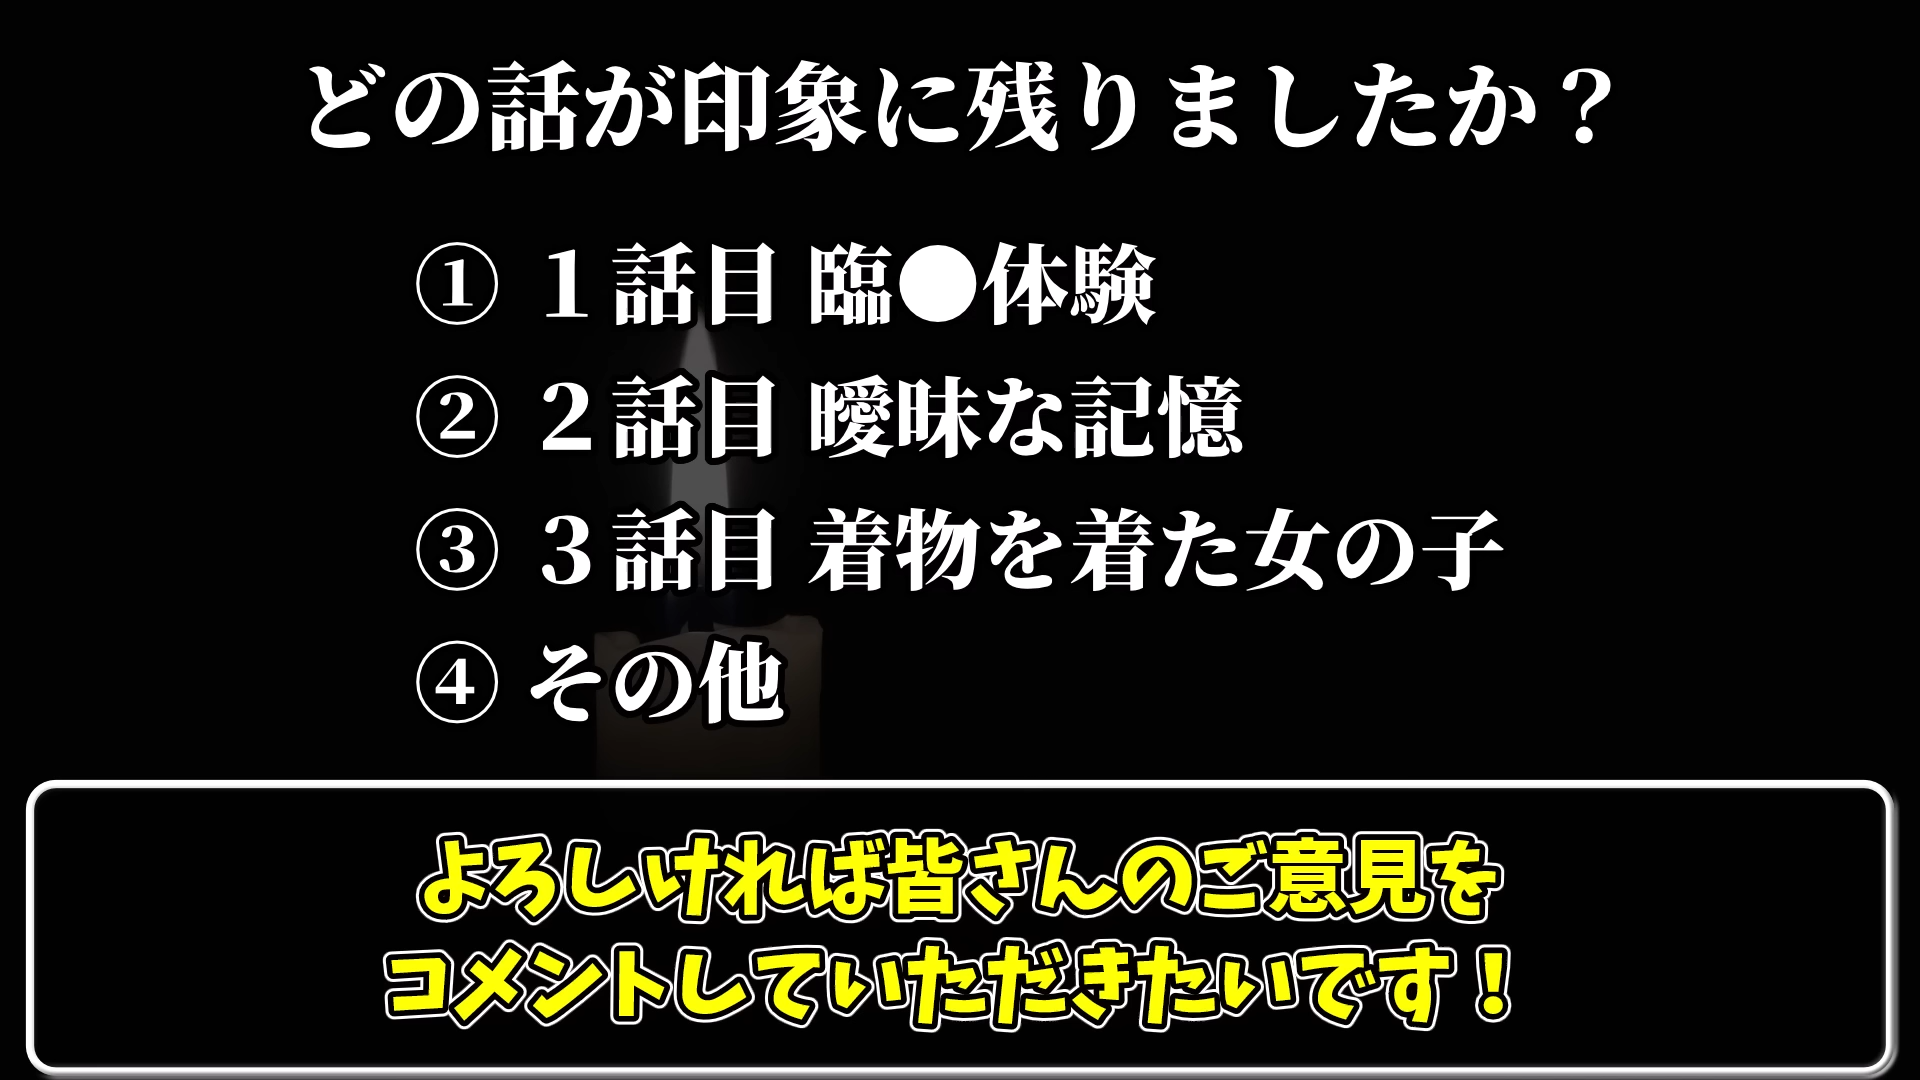 どの話が印象に残りましたか？
① １話目 臨●体験
② ２話目 曖昧な記憶
③ ３話目 着物を着た女の子
④ その他
よろしければ皆さんのご意見を
コメントしていただきたいです！